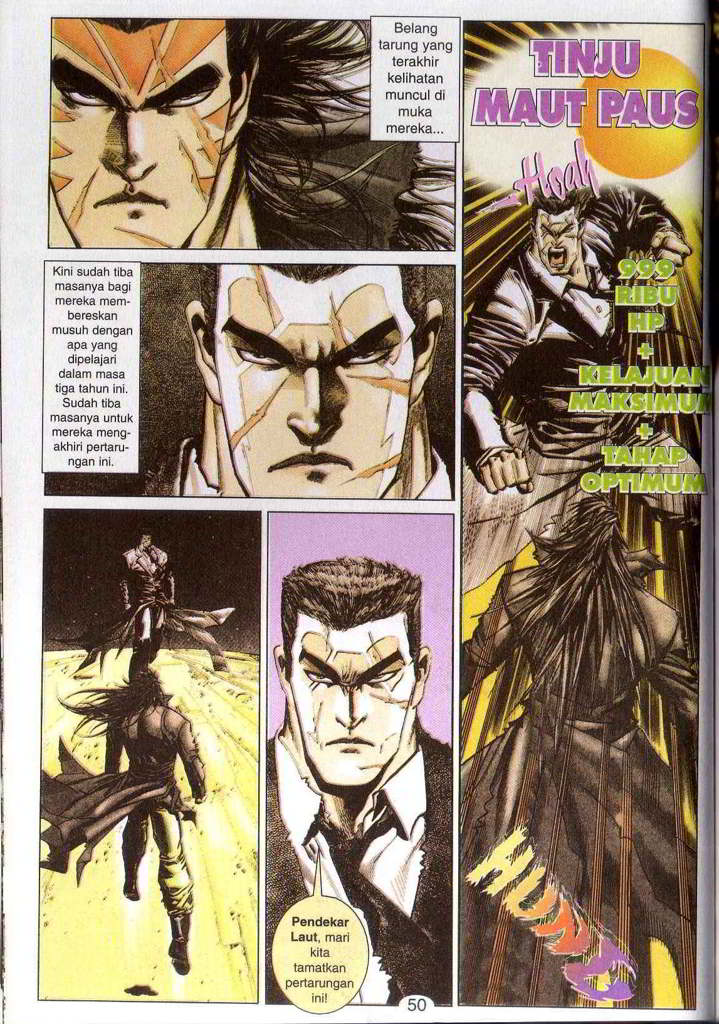 Belang
tarung yang
terakhir
kelihatan
muncul di
muka
mereka...
Kini sudah tiba
masanya bagi
mereka mem-
bereskan
musuh dengan
apa yang
dipelajari
dalam masa
tiga tahun ini.
Sudah tiba
masanya untuk
mereka meng-
akhiri pertaru-
ngan ini.
Pendekar
Laut, mari
kita
tamatkan
pertarungan
ini!
50
TINJU
MAUT PAUS
Hoah
999
RIBU
HP
+
KELAJUAN
MAKSIMUM
+
TAHAP
OPTIMUM
HUNG